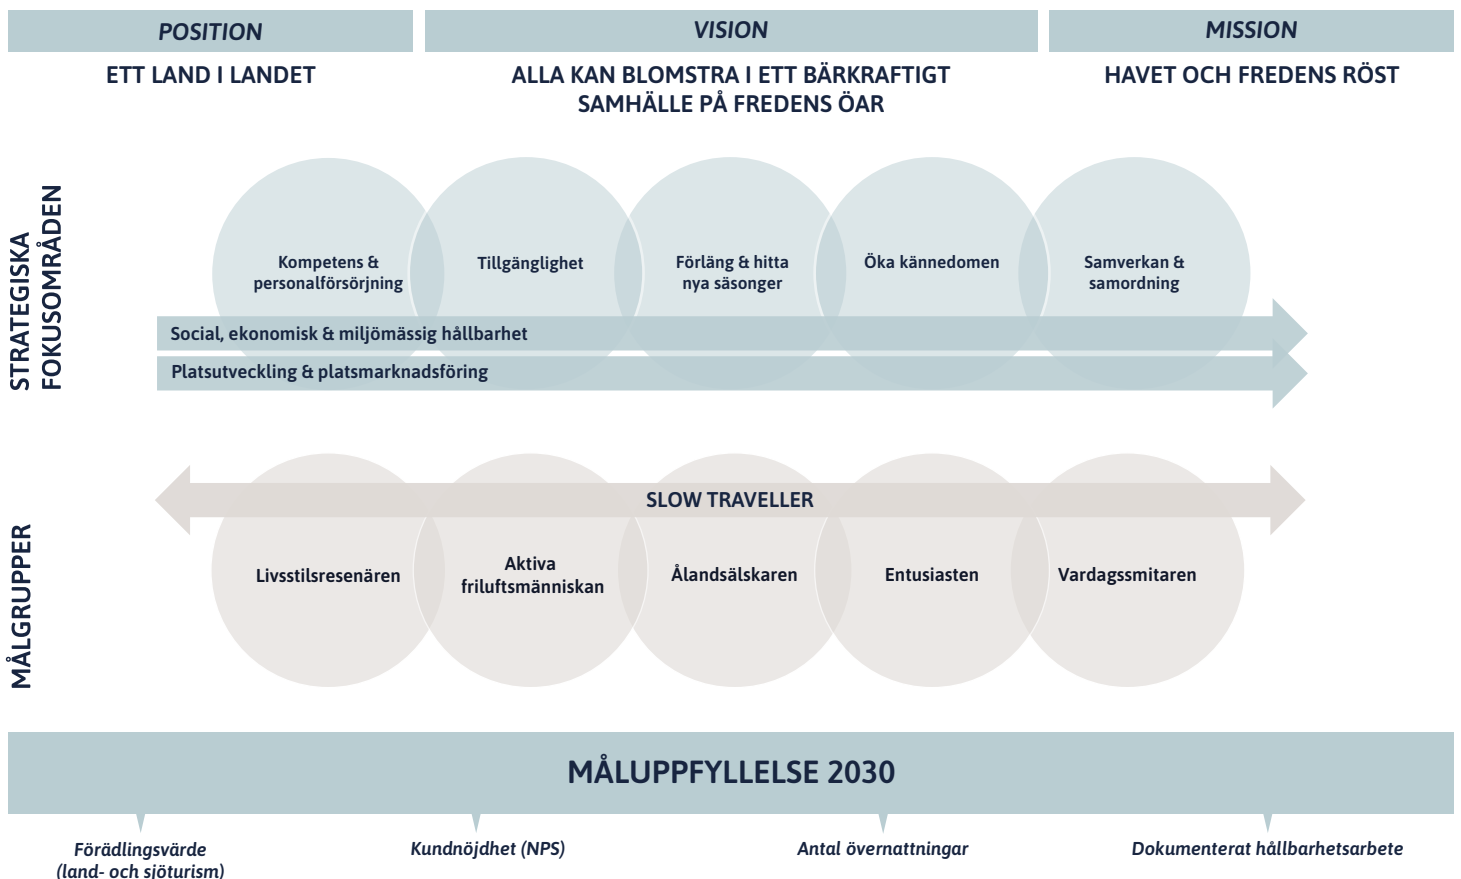 POSITION
VISION
MISSION
ETT LAND I LANDET
ALLA KAN BLOMSTRA I ETT BÄRKRAFTIGT
SAMHÄLLE PÅ FREDENS ÖAR
HAVET OCH FREDENS RÖST
STRATEGISKA
FOKUSOMRÅDEN
Kompetens &
personalförsörjning
Tillgänglighet
Förläng & hitta
nya säsonger
Öka kännedomen
Samverkan &
samordning
Social, ekonomisk & miljömässig hållbarhet
Platsutveckling & platsmarknadsföring
MÅLGRUPPER
SLOW TRAVELLER
Livsstilsresenären
Aktiva
friluftsmänniskan
Ålandsälskaren
Entusiasten
Vardagssmitaren
MÅLUPPFYLLELSE 2030
Förädlingsvärde
(land- och sjöturism)
Kundnöjdhet (NPS)
Antal övernattningar
Dokumenterat hållbarhetsarbete